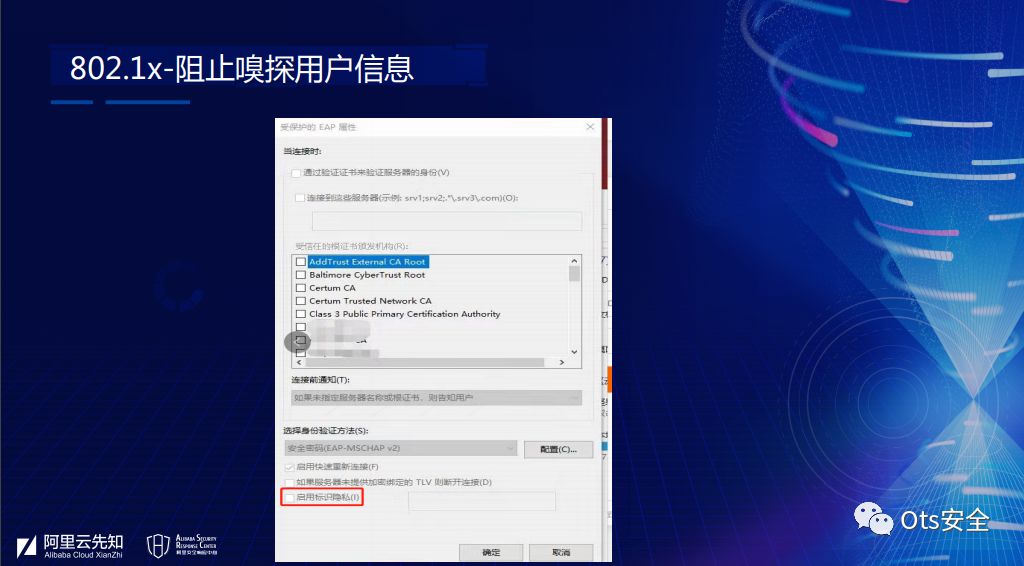 802.1x-阻止嗅探用户信息
受保护的 EAP 属性
当连接时:
通过验证证书来验证服务器的身份(V)
连接到这些服务器(示例: srv1;srv2;.*\.srv3\.com)(O):
受信任的根证书颁发机构(R):
AddTrust External CA Root
Baltimore CyberTrust Root
Certum CA
Certum Trusted Network CA
Class 3 Public Primary Certification Authority
CA
连接前通知(T):
如果未指定服务器名称或根证书，则告知用户
选择身份验证方法(S):
安全密码(EAP-MSCHAP v2)
配置(C)...
启用快速重新连接(F)
如果服务器未提供加密绑定的 TLV 则断开连接(D)
启用标识隐私(I)
确定 取消
Ots安全
阿里云先知
Alibaba Cloud XianZhi
Alibaba Security
Response Center
阿里安全响应中心